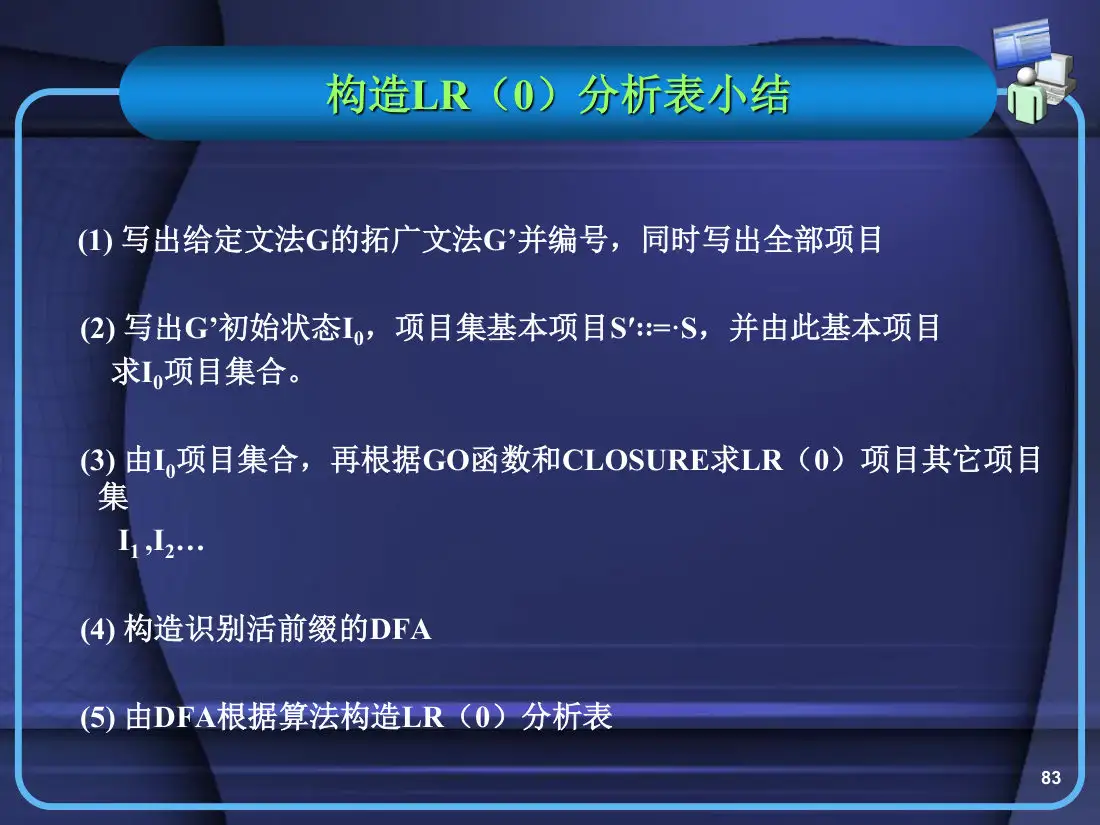 构造LR（0）分析表小结
(1) 写出给定文法G的拓广文法G’并编号，同时写出全部项目
(2) 写出G’初始状态I₀，项目集基本项目S′∷=·S，并由此基本项目
求I₀项目集合。
(3) 由I₀项目集合，再根据GO函数和CLOSURE求LR（0）项目其它项目
集
I₁ ,I₂…
(4) 构造识别活前缀的DFA
(5) 由DFA根据算法构造LR（0）分析表
83